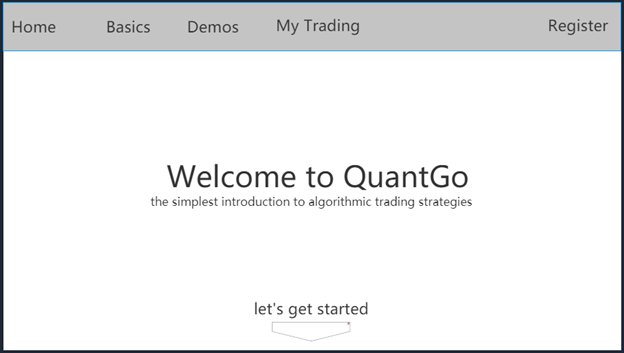 Home Basics Demos My Trading Register
Welcome to QuantGo
the simplest introduction to algorithmic trading strategies
let's get started